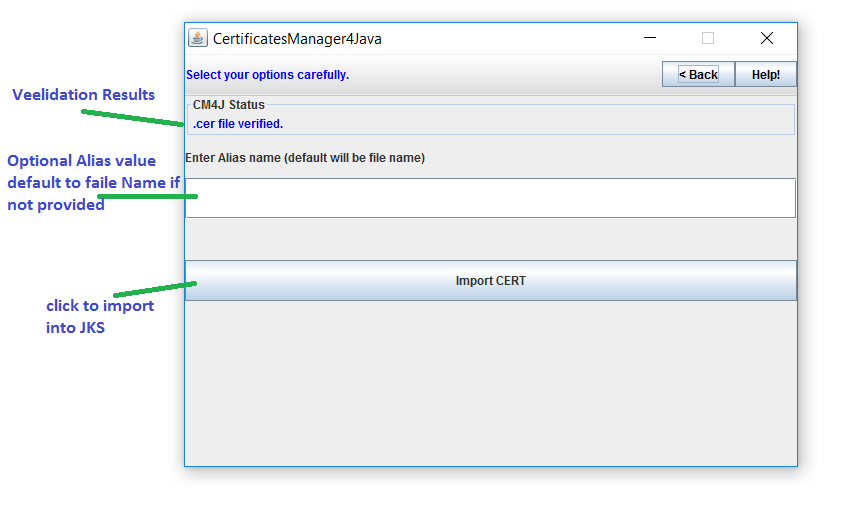 CertificatesManager4Java
Select your options carefully.
< Back
Help!
Veelidation Results
CM4J Status
.cer file verified.
Optional Alias value
default to faile Name if
not provided
Enter Alias name (default will be file name)
Import CERT
click to import
into JKS